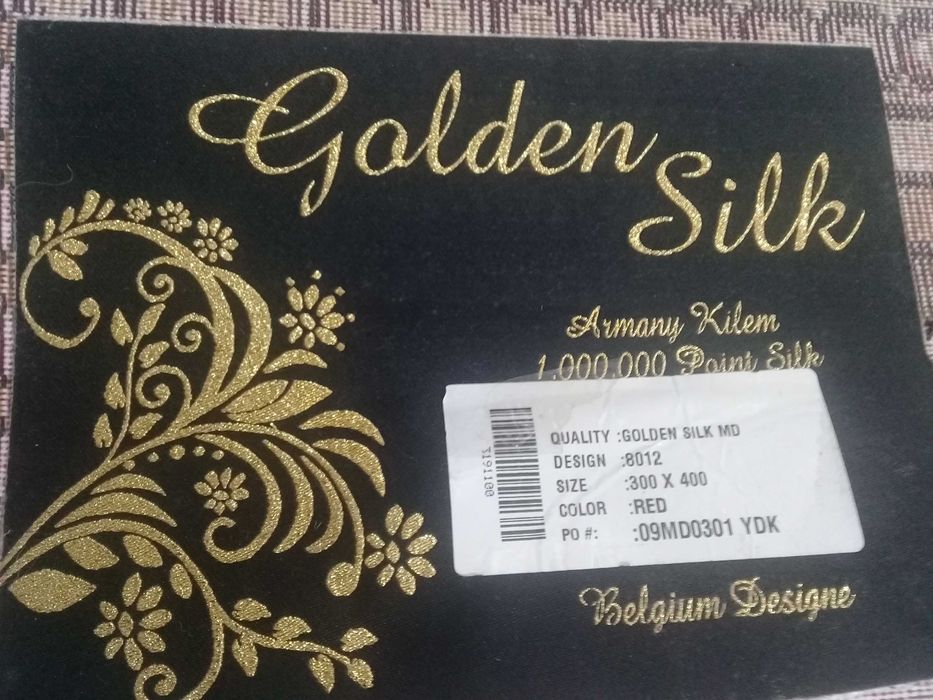 Golden
Silk
Armany Kilem
1.000.000 Point Silk
QUALITY :GOLDEN SILK MD
DESIGN :8012
SIZE :300 X 400
COLOR :RED
PO #: :09MD0301 YDK
Belgium Designe